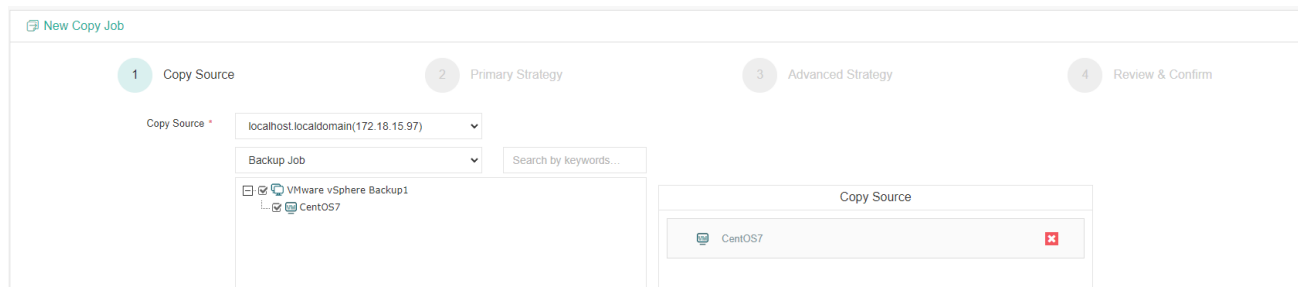 New Copy Job
1 Copy Source 2 Primary Strategy 3 Advanced Strategy 4 Review & Confirm
Copy Source * localhost.localdomain(172.18.15.97)
Backup Job Search by keywords...
VMware vSphere Backup1
CentOS7
Copy Source
VM CentOS7